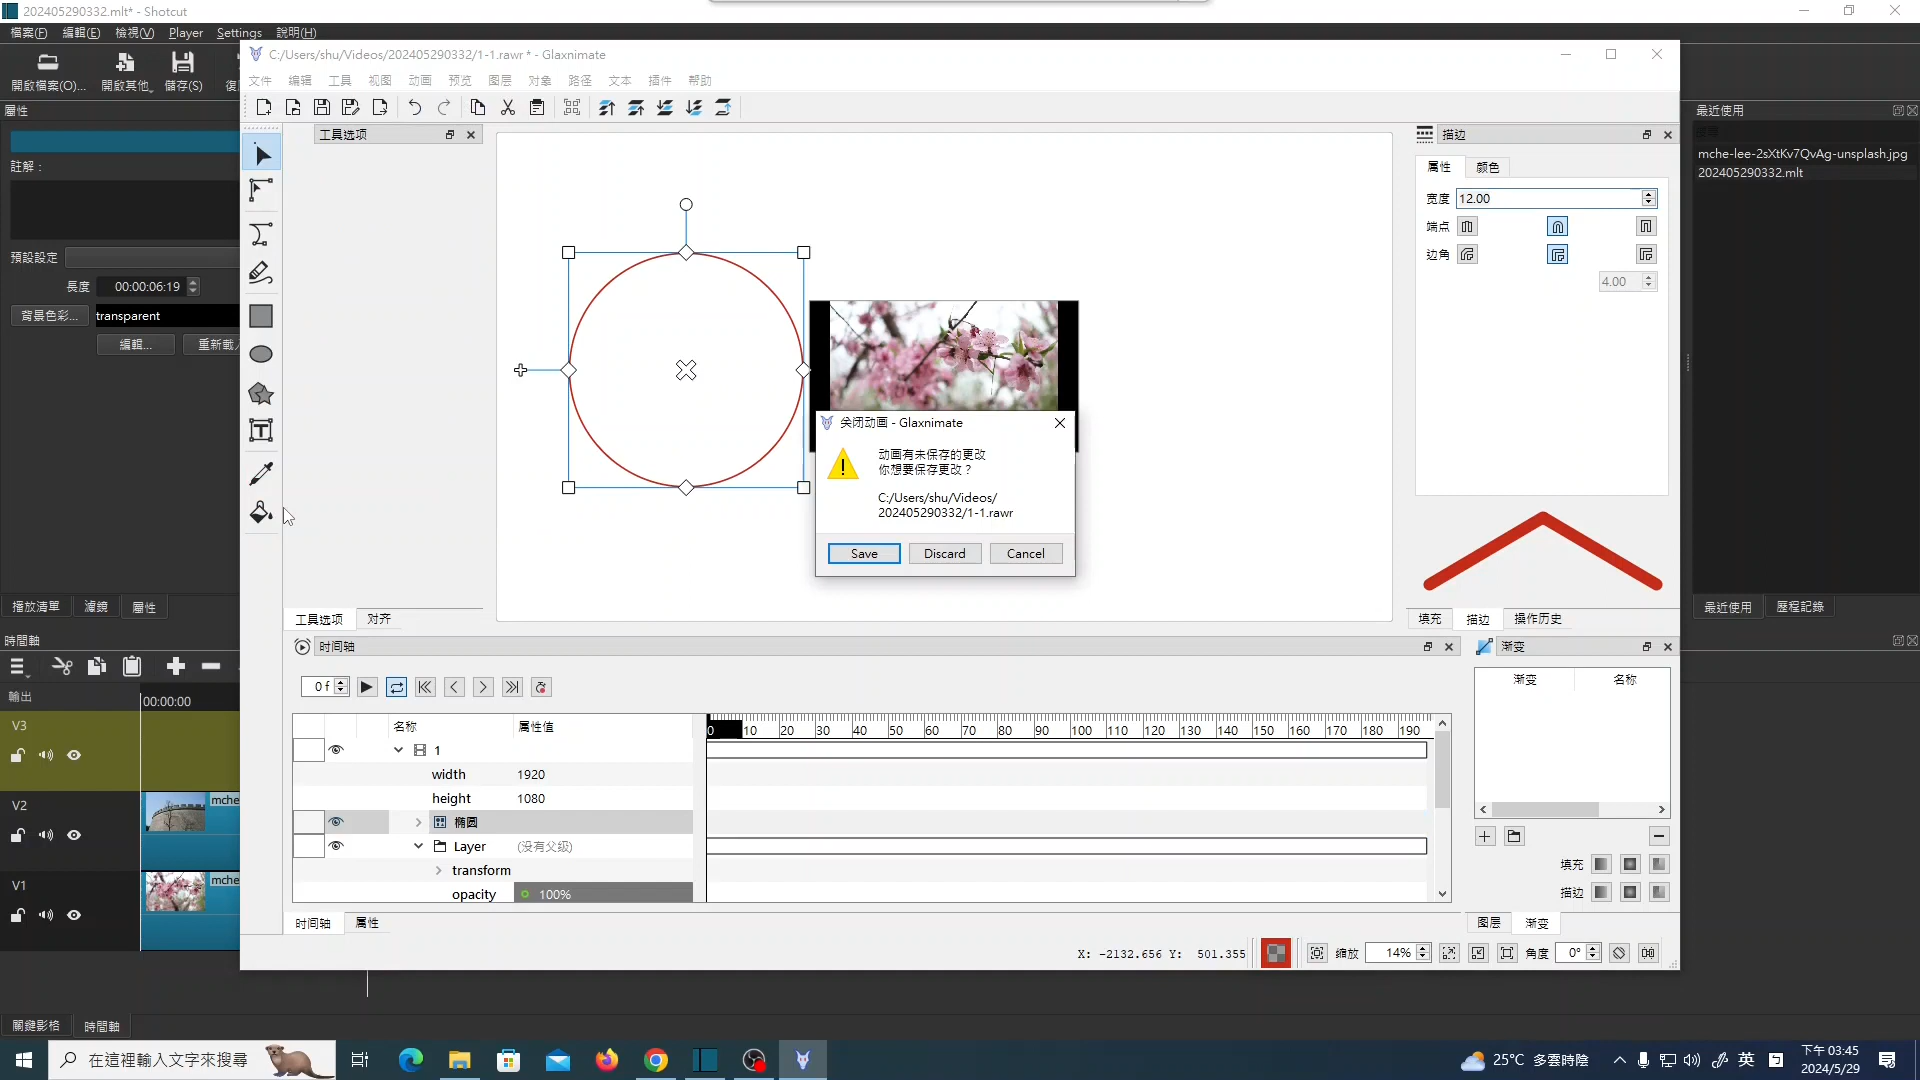 202405290332.mlt* - Shotcut
檔案(F) 編輯(E) 檢視(V) Player Settings 說明(H)
開啟檔案(O)... 開啟其他... 儲存(S)
屬性
註解：
預設設定
長度 00:00:06:19
背景色彩... transparent
編輯... 重新載入
播放清單 濾鏡 屬性
時間軸
輸出
00:00:00
V3
V2
mche
V1
mche
關鍵影格 時間軸
C:/Users/shu/Videos/202405290332/1-1.rawr * - Glaxnimate
文件 编辑 工具 视图 动画 预览 图层 对象 路径 文本 插件 帮助
工具选项
工具选项 对齐
关闭动画 - Glaxnimate
动画有未保存的更改
你想要保存更改？
C:/Users/shu/Videos/
202405290332/1-1.rawr
Save Discard Cancel
描边
属性 颜色
宽度 12.00
端点
边角
4.00
填充 描边 操作历史
时间轴
0 f
名称 属性值
0 10 20 30 40 50 60 70 80 90 100 110 120 130 140 150 160 170 180 190
1
width 1920
height 1080
椭圆
Layer (没有父级)
transform
opacity 100%
时间轴 属性
渐变
渐变 名称
填充
描边
图层 渐变
X: -2132.656 Y: 501.355
缩放 14%
角度 0°
最近使用
mche-lee-2sXtKv7QvAg-unsplash.jpg
202405290332.mlt
最近使用 歷程記錄
在這裡輸入文字來搜尋
25°C 多雲時陰
英
下午 03:45
2024/5/29